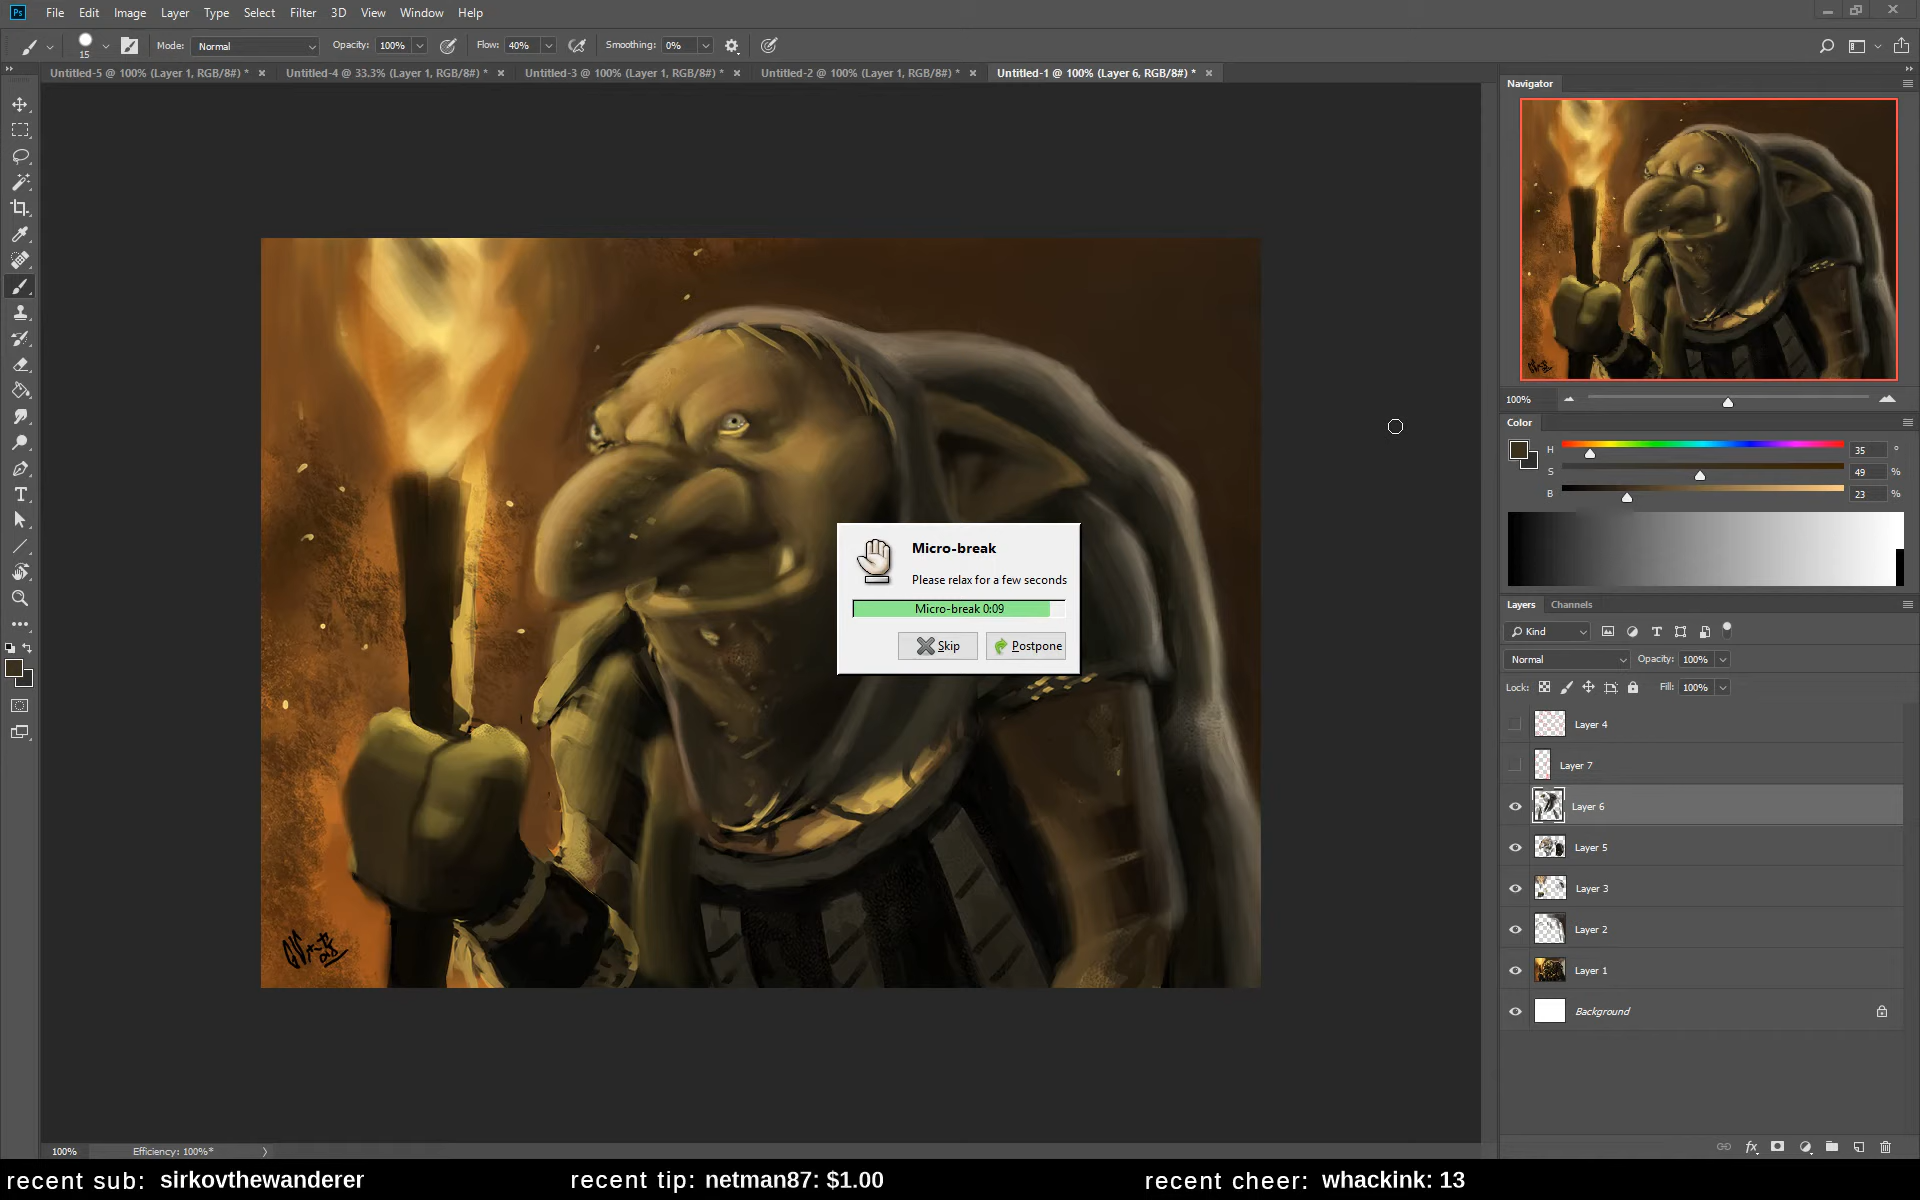 Ps File Edit Image Layer Type Select Filter 3D View Window Help
15 Mode: Normal Opacity: 100% Flow: 40% Smoothing: 0%
Untitled-5 @ 100% (Layer 1, RGB/8#) * Untitled-4 @ 33.3% (Layer 1, RGB/8#) * Untitled-3 @ 100% (Layer 1, RGB/8#) * Untitled-2 @ 100% (Layer 1, RGB/8#) * Untitled-1 @ 100% (Layer 6, RGB/8#) *
Navigator
100%
Color
H 35 °
S 49 %
B 23 %
Micro-break
Please relax for a few seconds
Micro-break 0:09
Skip Postpone
Layers Channels
Kind
Normal Opacity: 100%
Lock: Fill: 100%
Layer 4
Layer 7
Layer 6
Layer 5
Layer 3
Layer 2
Layer 1
Background
100% Efficiency: 100%*
recent sub: sirkovthewanderer recent tip: netman87: $1.00 recent cheer: whackink: 13